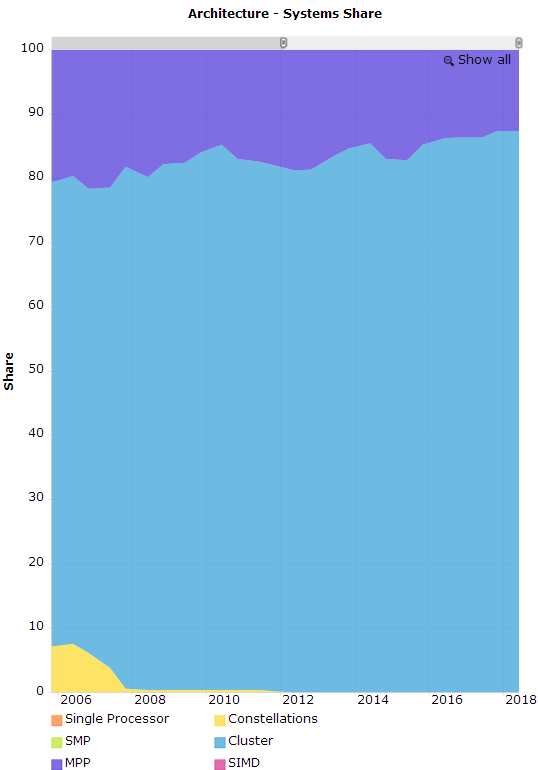 Architecture - Systems Share
Show all
100
90
80
70
60
50
40
30
20
10
0
Share
2006 2008 2010 2012 2014 2016 2018
Single Processor Constellations
SMP Cluster
MPP SIMD